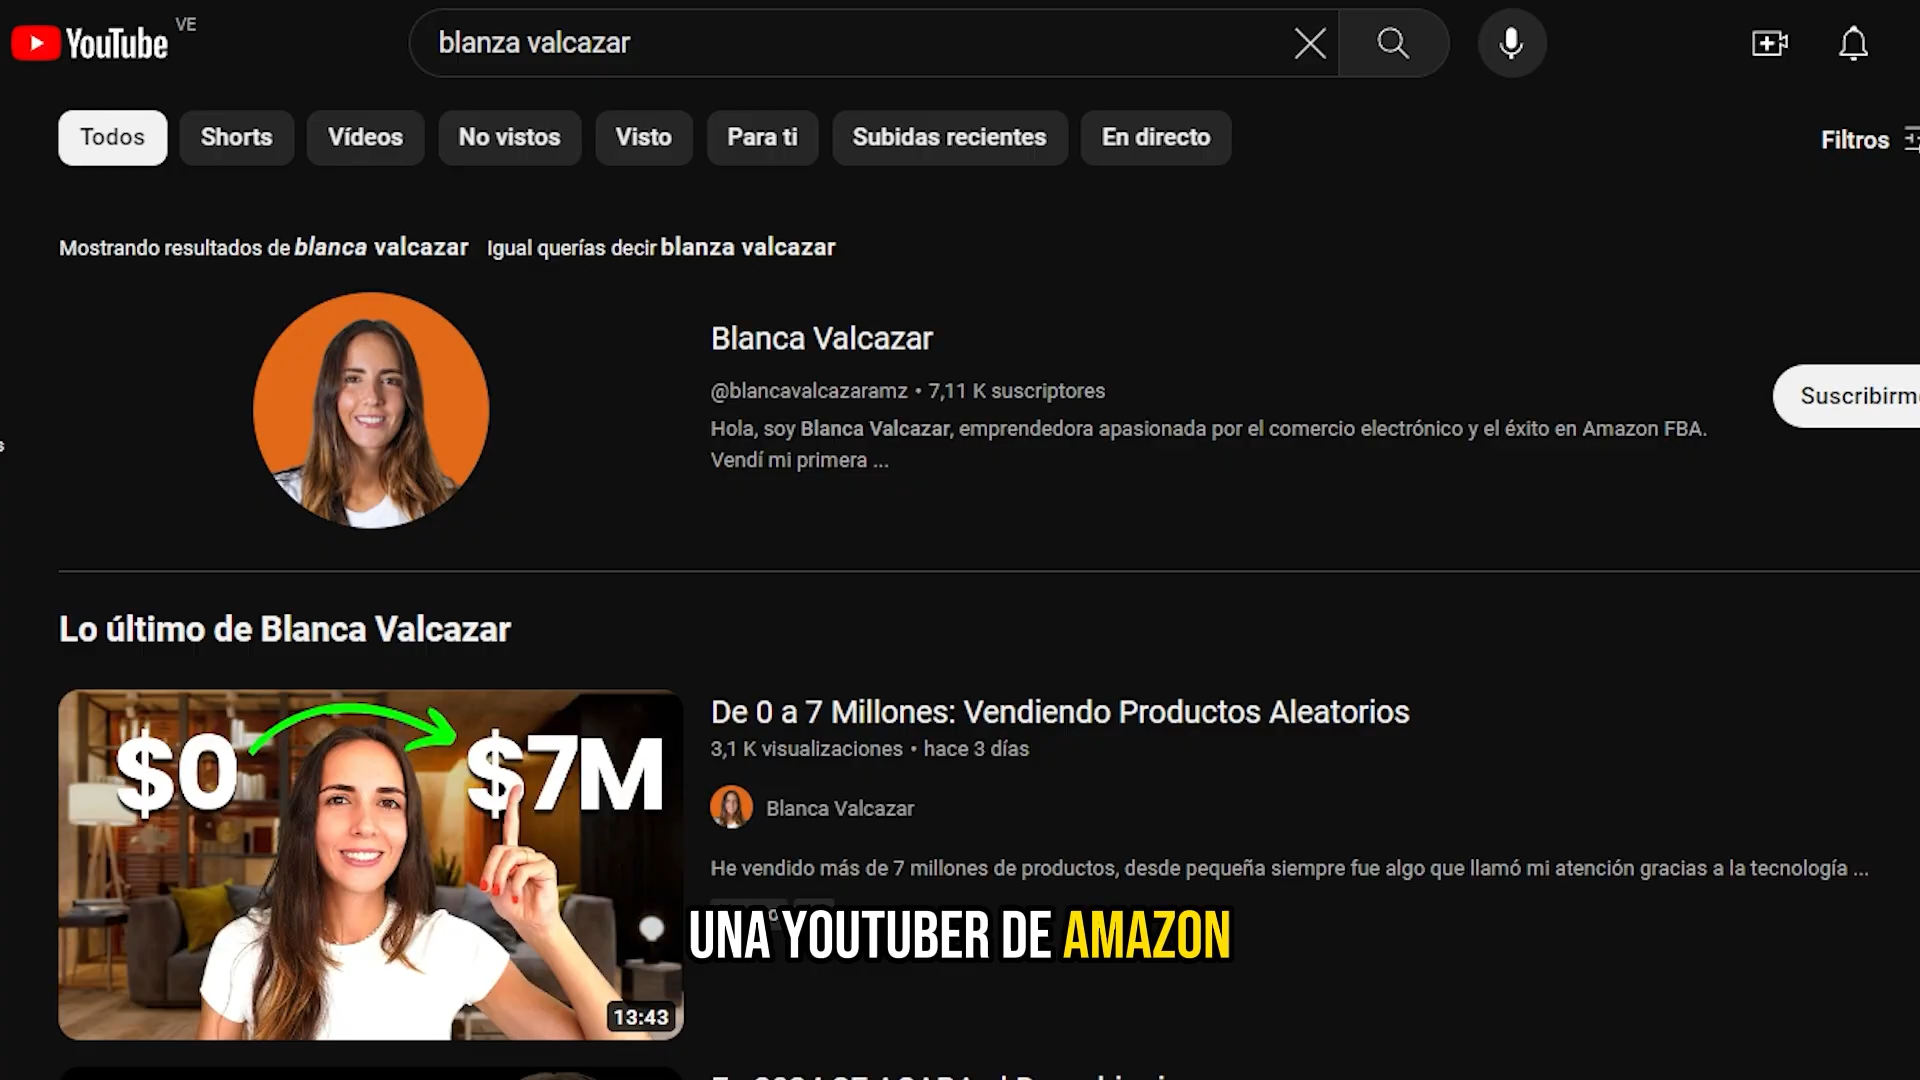 YouTube VE
blanza valcazar
Todos Shorts Vídeos No vistos Visto Para ti Subidas recientes En directo Filtros
Mostrando resultados de blanca valcazar Igual querías decir blanza valcazar
Blanca Valcazar
@blancavalcazaramz • 7,11 K suscriptores
Suscribirm
Hola, soy Blanca Valcazar, emprendedora apasionada por el comercio electrónico y el éxito en Amazon FBA.
Vendí mi primera ...
Lo último de Blanca Valcazar
$0 $7M
13:43
De 0 a 7 Millones: Vendiendo Productos Aleatorios
3,1 K visualizaciones • hace 3 días
Blanca Valcazar
He vendido más de 7 millones de productos, desde pequeña siempre fue algo que llamó mi atención gracias a la tecnología ...
UNA YOUTUBER DE AMAZON